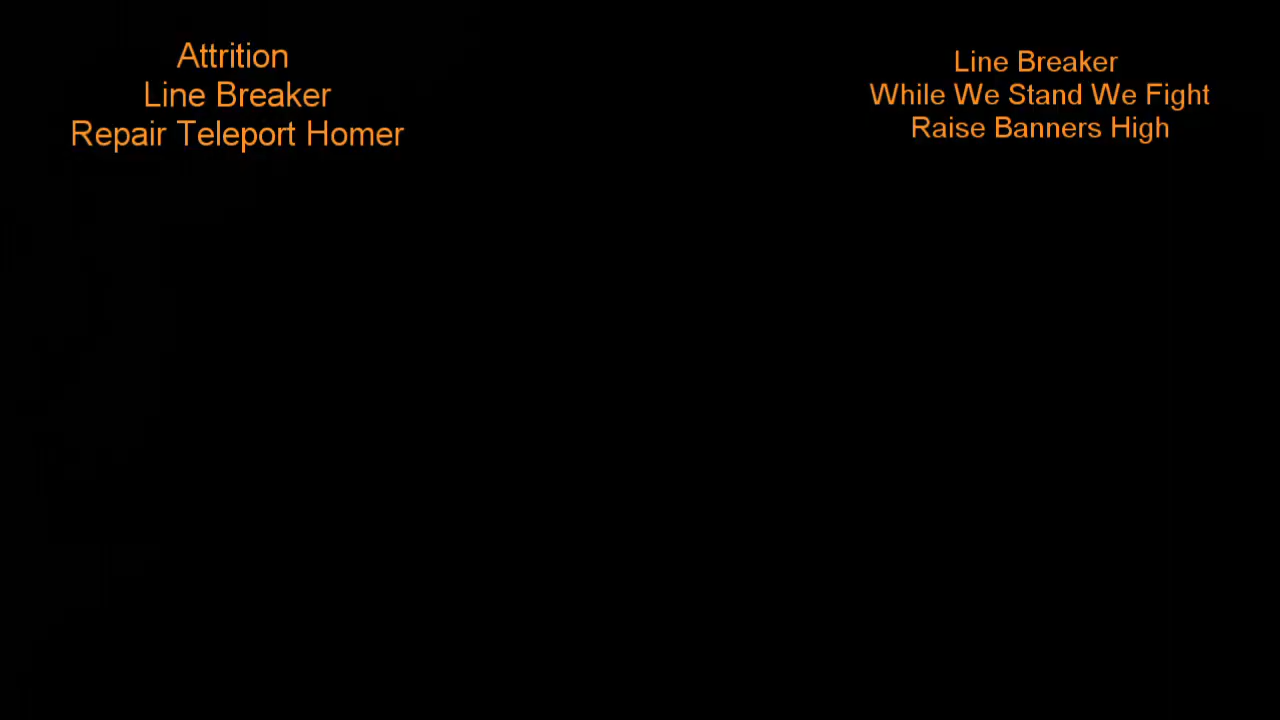 Attrition
Line Breaker
Repair Teleport Homer
Line Breaker
While We Stand We Fight
Raise Banners High